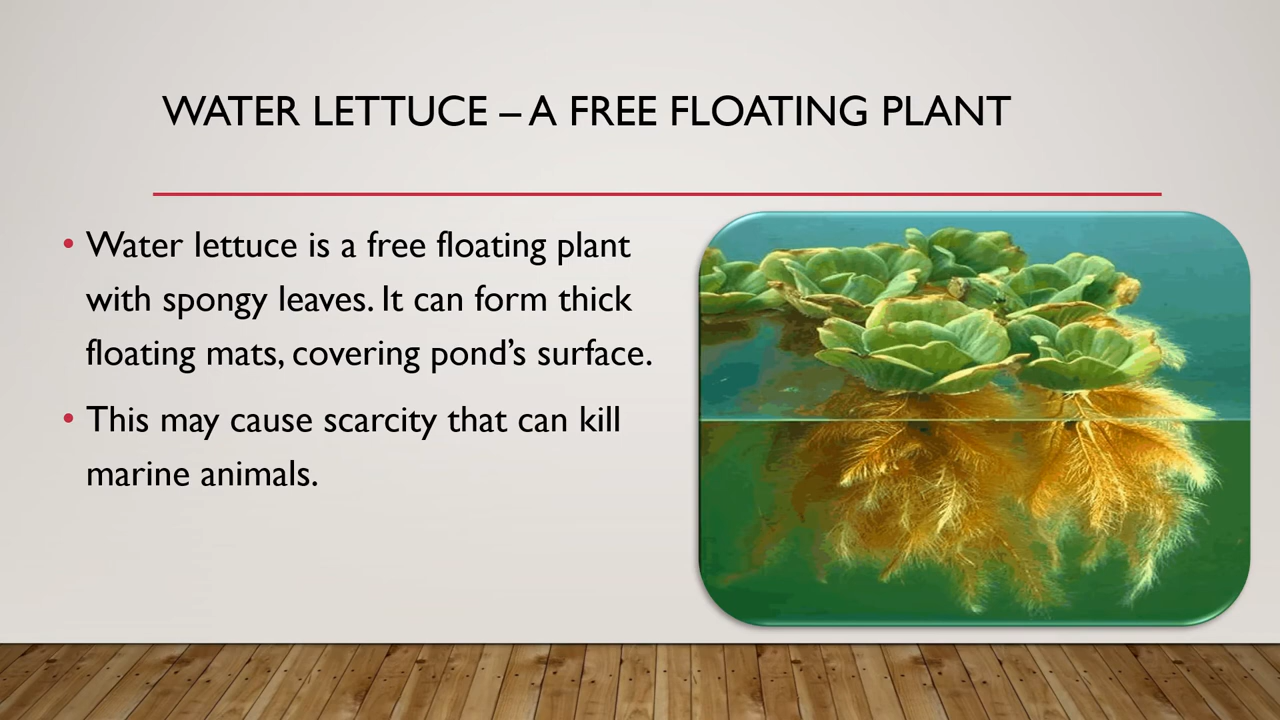 WATER LETTUCE – A FREE FLOATING PLANT
• Water lettuce is a free floating plant
with spongy leaves. It can form thick
floating mats, covering pond’s surface.
• This may cause scarcity that can kill
marine animals.